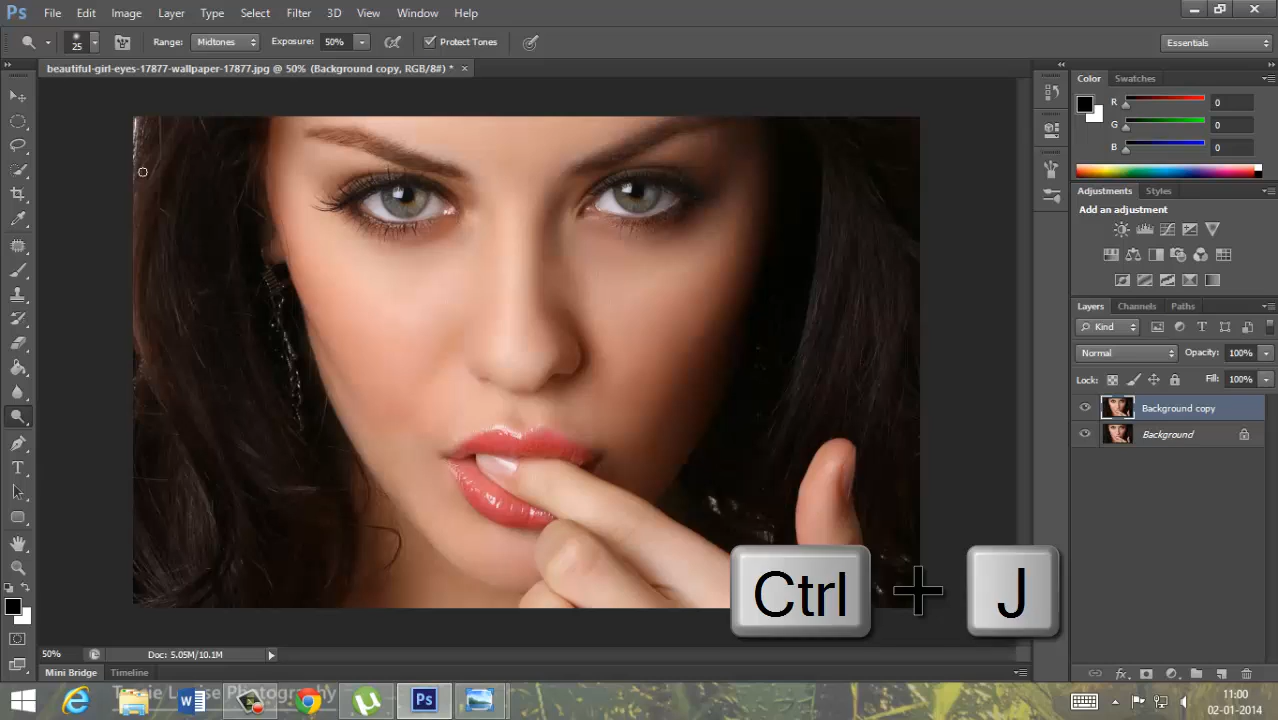 Ps File Edit Image Layer Type Select Filter 3D View Window Help
25 Range: Midtones Exposure: 50% Protect Tones Essentials
beautiful-girl-eyes-17877-wallpaper-17877.jpg @ 50% (Background copy, RGB/8#) * ×
Color Swatches
R 0
G 0
B 0
Adjustments Styles
Add an adjustment
Layers Channels Paths
Kind
Normal Opacity: 100%
Lock: Fill: 100%
Background copy
Background
Ctrl + J
50% Doc: 5.05M/10.1M
Mini Bridge Timeline
Photography
Ps
11:00
02-01-2014